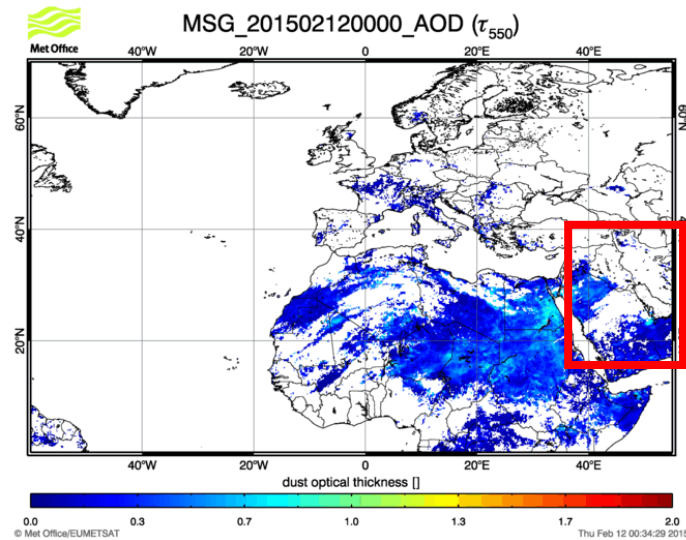 Met Office
MSG_201502120000_AOD (τ550)
40°W 20°W 0 20°E 40°E
60°N 60°N
40°N
20°N
40°W 20°W 0 20°E 40°E
dust optical thickness []
0.0 0.3 0.7 1.0 1.3 1.7 2.0
© Met Office/EUMETSAT Thu Feb 12 00:34:29 2015